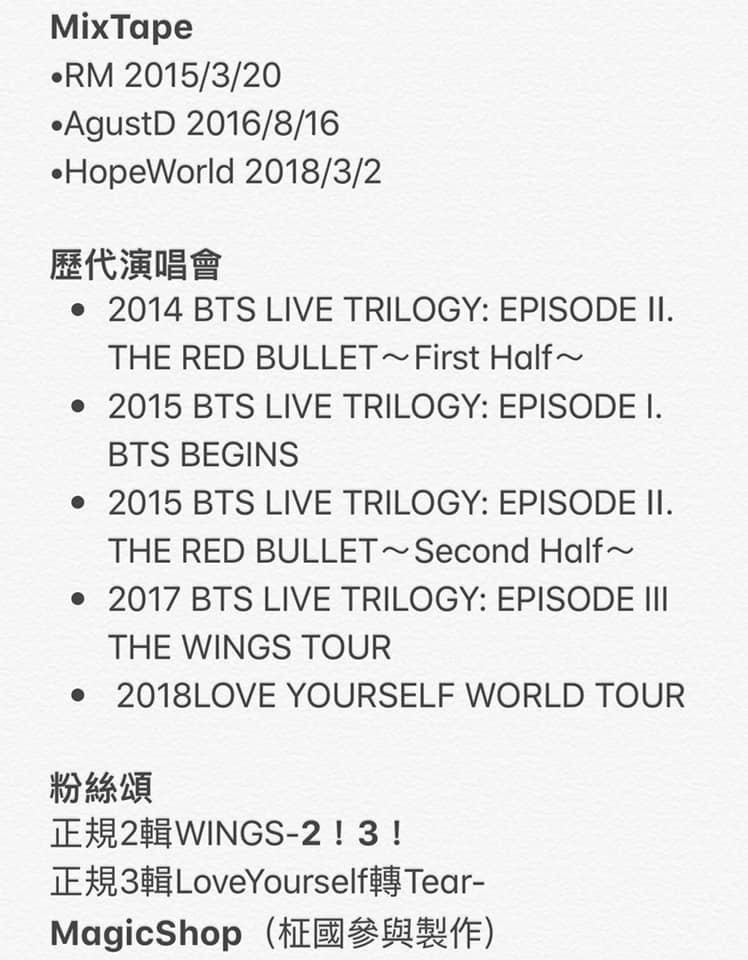 MixTape
•RM 2015/3/20
•AgustD 2016/8/16
•HopeWorld 2018/3/2
歷代演唱會
• 2014 BTS LIVE TRILOGY: EPISODE II.
THE RED BULLET～First Half～
• 2015 BTS LIVE TRILOGY: EPISODE I.
BTS BEGINS
• 2015 BTS LIVE TRILOGY: EPISODE II.
THE RED BULLET～Second Half～
• 2017 BTS LIVE TRILOGY: EPISODE III
THE WINGS TOUR
• 2018LOVE YOURSELF WORLD TOUR
粉絲頌
正規2輯WINGS-2！3！
正規3輯LoveYourself轉Tear-
MagicShop（柾國參與製作）